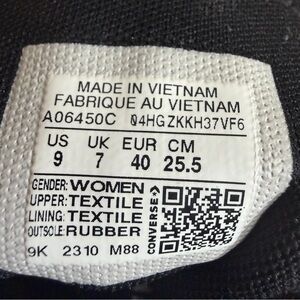 MADE IN VIETNAM
FABRIQUE AU VIETNAM
A06450C 04HGZKKH37VF6
US UK EUR CM
9 7 40 25.5
GENDER: WOMEN
UPPER: TEXTILE
LINING: TEXTILE
OUTSOLE: RUBBER
CONVERSE
9K 2310 M88